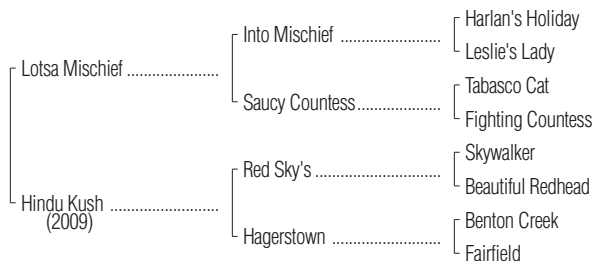 Harlan's Holiday
Into Mischief ....................
Leslie's Lady
Lotsa Mischief ..................
Tabasco Cat
Saucy Countess.................
Fighting Countess
Skywalker
Red Sky's .........................
Beautiful Redhead
Hindu Kush .....................
(2009)
Benton Creek
Hagerstown .....................
Fairfield